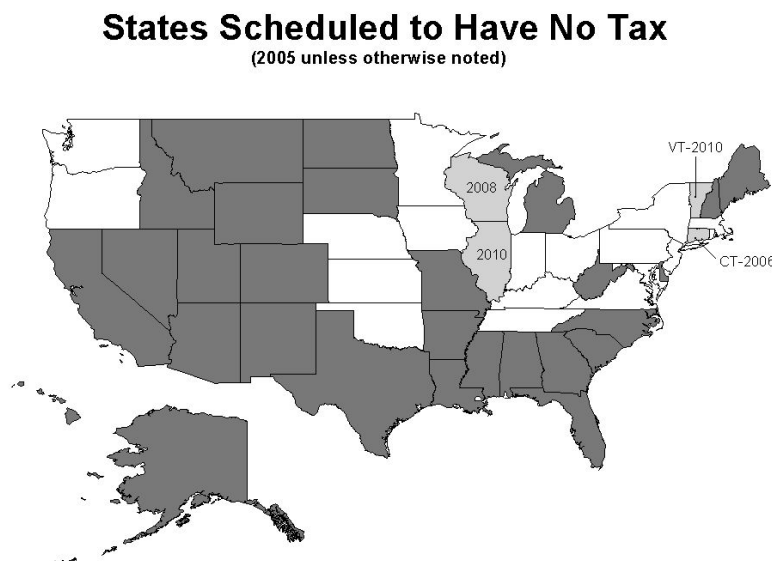 States Scheduled to Have No Tax
(2005 unless otherwise noted)
VT-2010
2008
2010
CT-2006